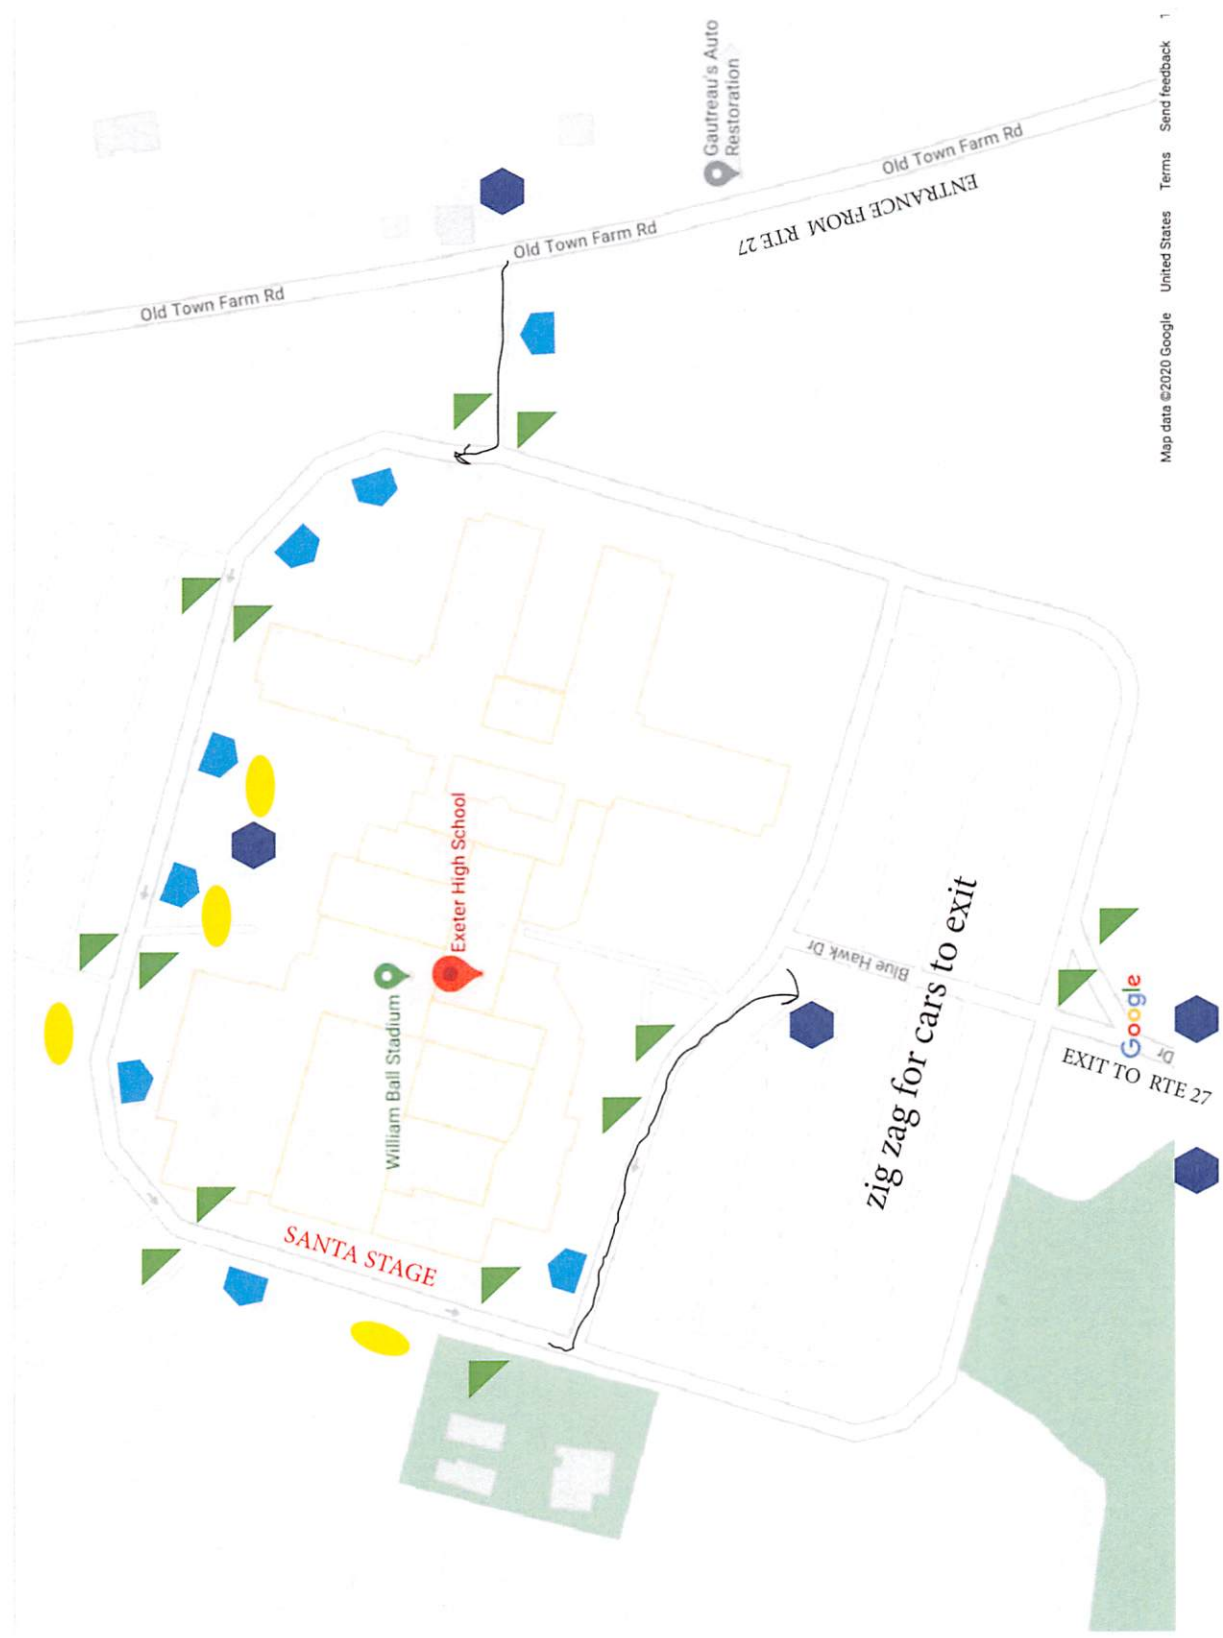 Gautreau's Auto
Restoration
Old Town Farm Rd
ENTRANCE FROM RTE 27
Old Town Farm Rd
Old Town Farm Rd
Exeter High School
William Ball Stadium
Blue Hawk Dr
zig zag for cars to exit
SANTA STAGE
Google
Dr
EXIT TO RTE 27
Map data ©2020 Google United States Terms Send feedback 1